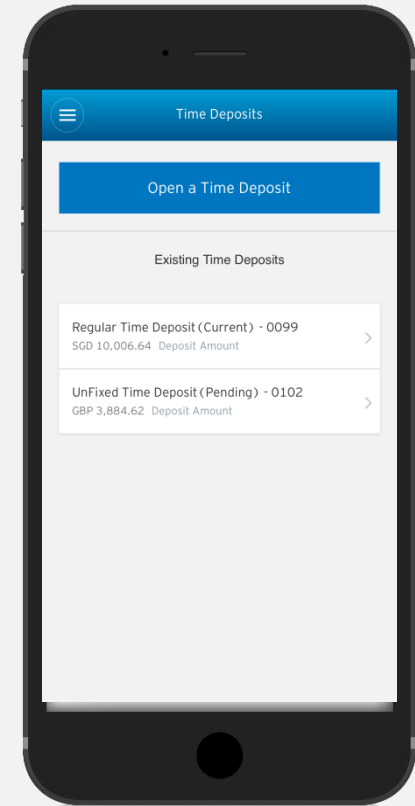 Time Deposits
Open a Time Deposit
Existing Time Deposits
Regular Time Deposit (Current) - 0099
SGD 10,006.64 Deposit Amount
UnFixed Time Deposit (Pending) - 0102
GBP 3,884.62 Deposit Amount